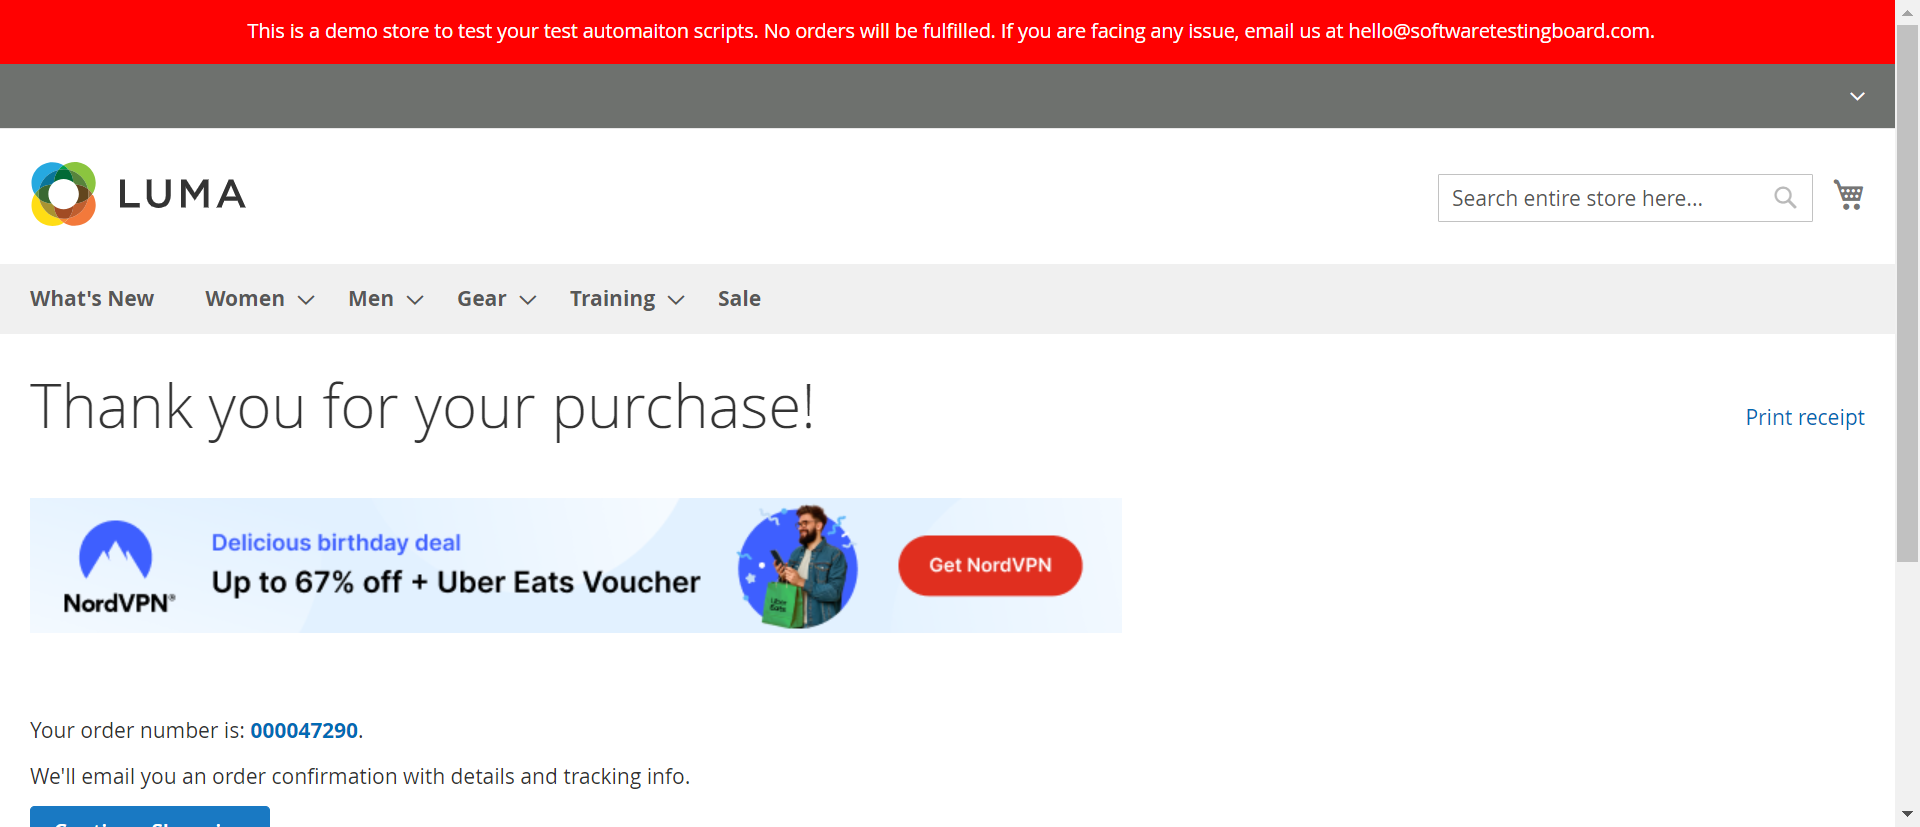 This is a demo store to test your test automaiton scripts. No orders will be fulfilled. If you are facing any issue, email us at hello@softwaretestingboard.com.
LUMA
Search entire store here...
What's New Women Men Gear Training Sale
Thank you for your purchase!
Print receipt
Delicious birthday deal
Up to 67% off + Uber Eats Voucher
NordVPN®
Uber
Eats
Get NordVPN
Your order number is: 000047290.
We'll email you an order confirmation with details and tracking info.